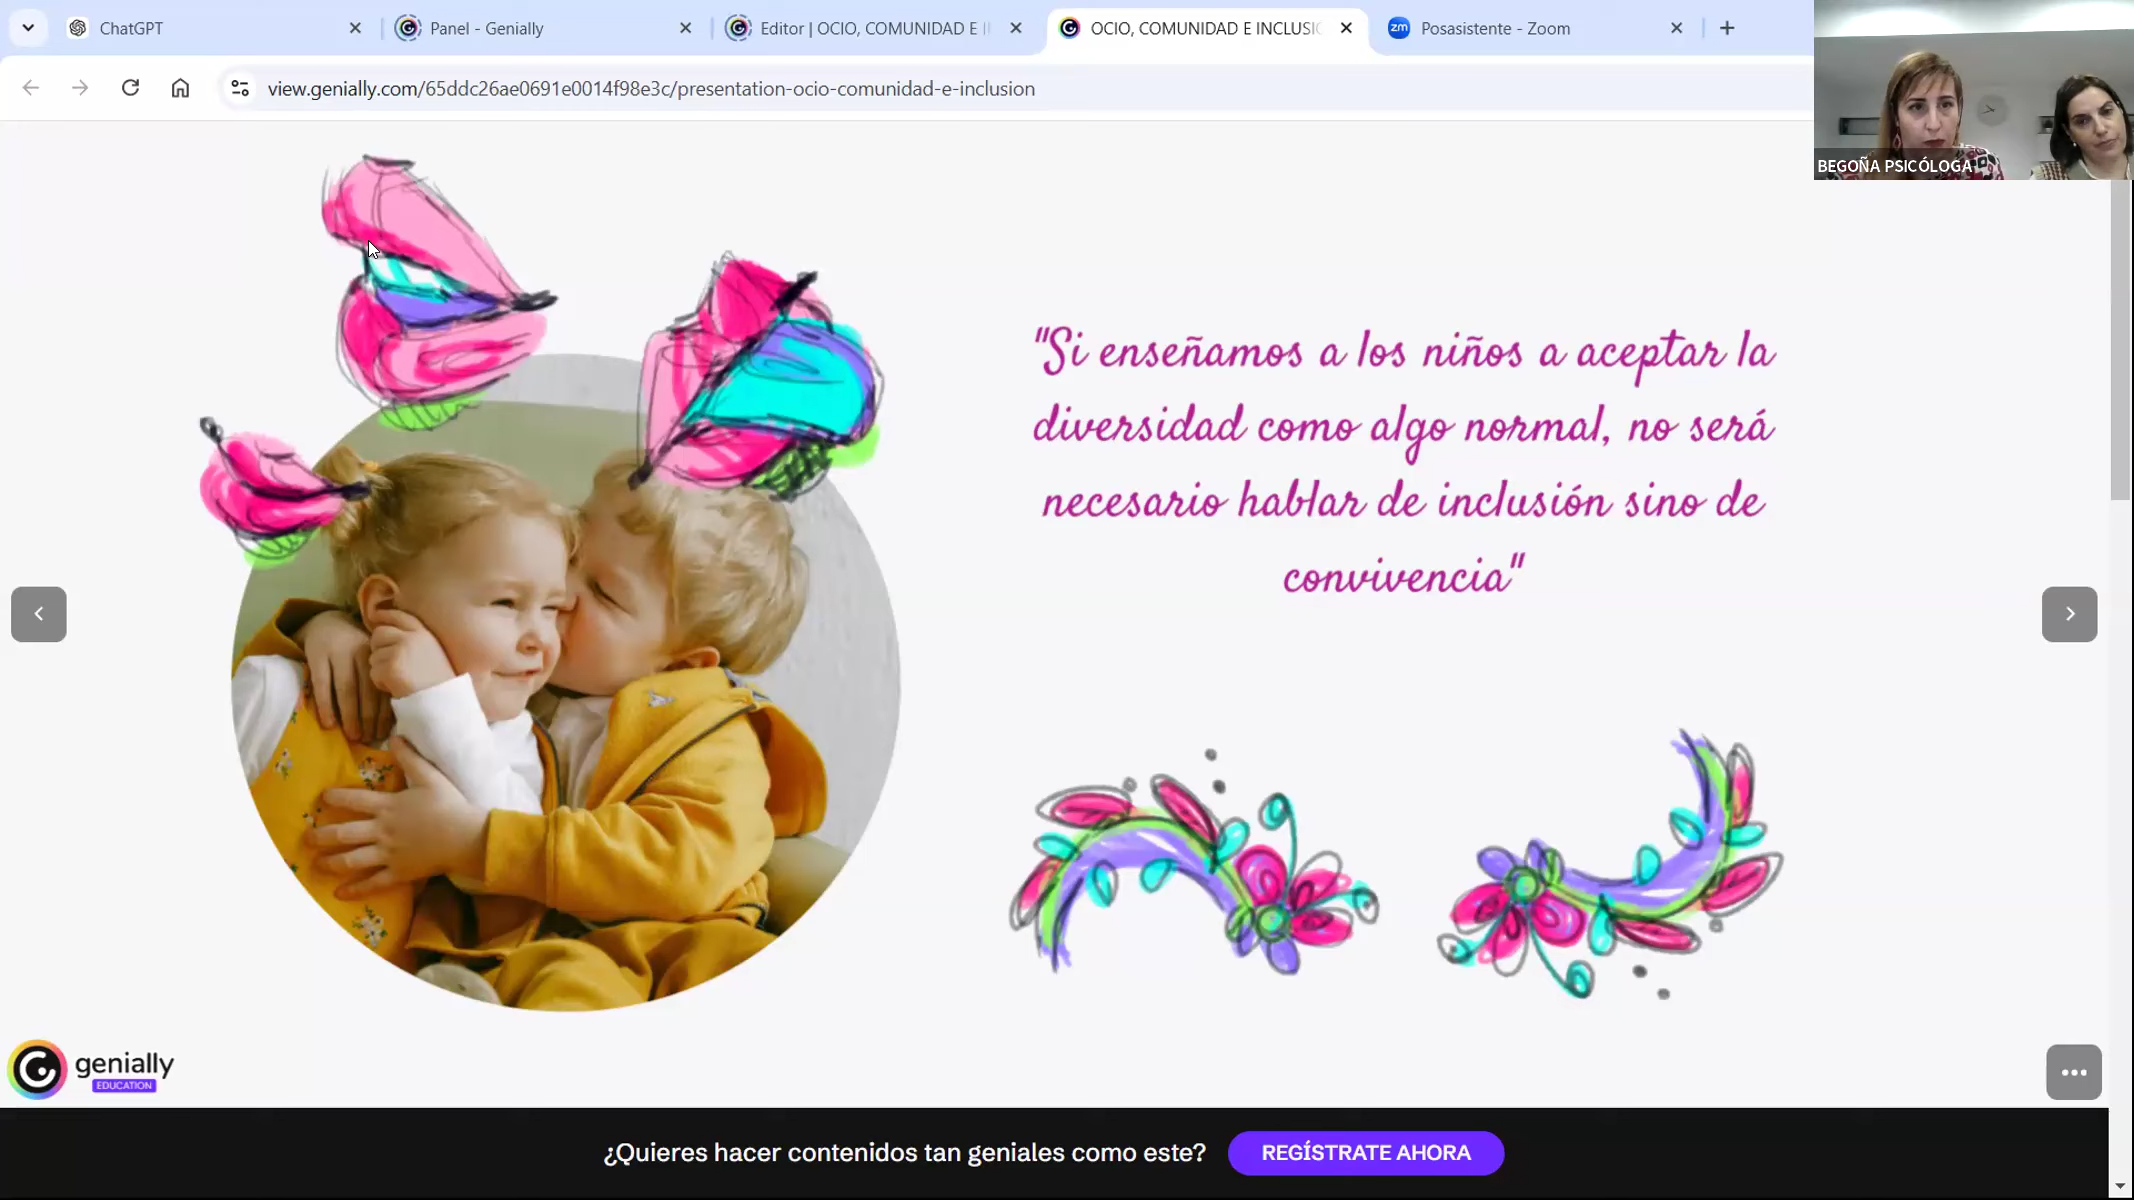 ChatGPT
Panel - Genially
Editor | OCIO, COMUNIDAD E I
OCIO, COMUNIDAD E INCLUSI
zm
Posasistente - Zoom
view.genially.com/65ddc26ae0691e0014f98e3c/presentation-ocio-comunidad-e-inclusion
BEGOÑA PSICÓLOGA
"Si enseñamos a los niños a aceptar la
diversidad como algo normal, no será
necesario hablar de inclusión sino de
convivencia"
genially
EDUCATION
¿Quieres hacer contenidos tan geniales como este?
REGÍSTRATE AHORA